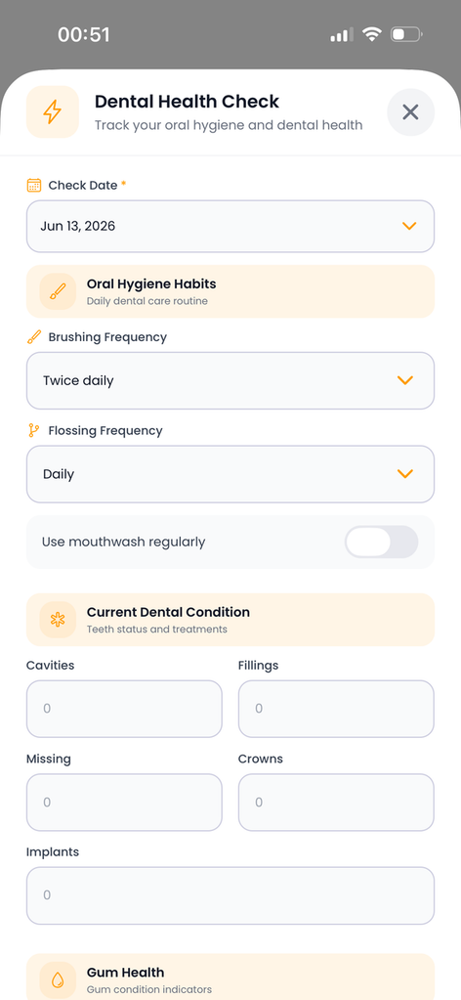 00:51
Dental Health Check
Track your oral hygiene and dental health
Check Date *
Jun 13, 2026
Oral Hygiene Habits
Daily dental care routine
Brushing Frequency
Twice daily
Flossing Frequency
Daily
Use mouthwash regularly
Current Dental Condition
Teeth status and treatments
Cavities Fillings
0 0
Missing Crowns
0 0
Implants
0
Gum Health
Gum condition indicators